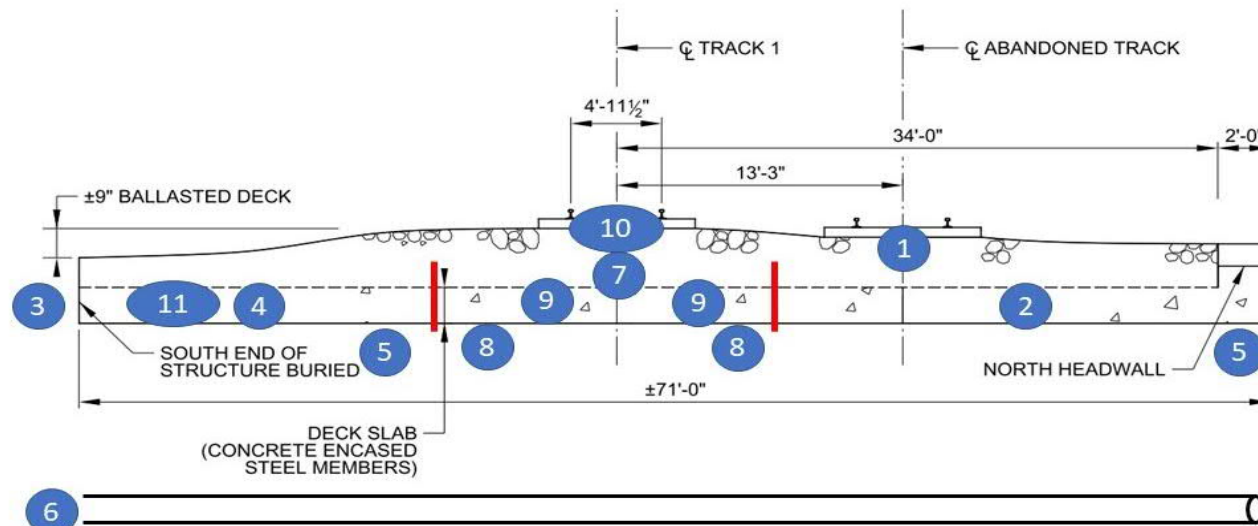 ℄ TRACK 1
℄ ABANDONED TRACK
4'-11½"
34'-0"
2'-0"
13'-3"
±9" BALLASTED DECK
10
1
7
3
11
4
9
9
2
5
8
8
5
SOUTH END OF
STRUCTURE BURIED
NORTH HEADWALL
±71'-0"
DECK SLAB
(CONCRETE ENCASED
STEEL MEMBERS)
6